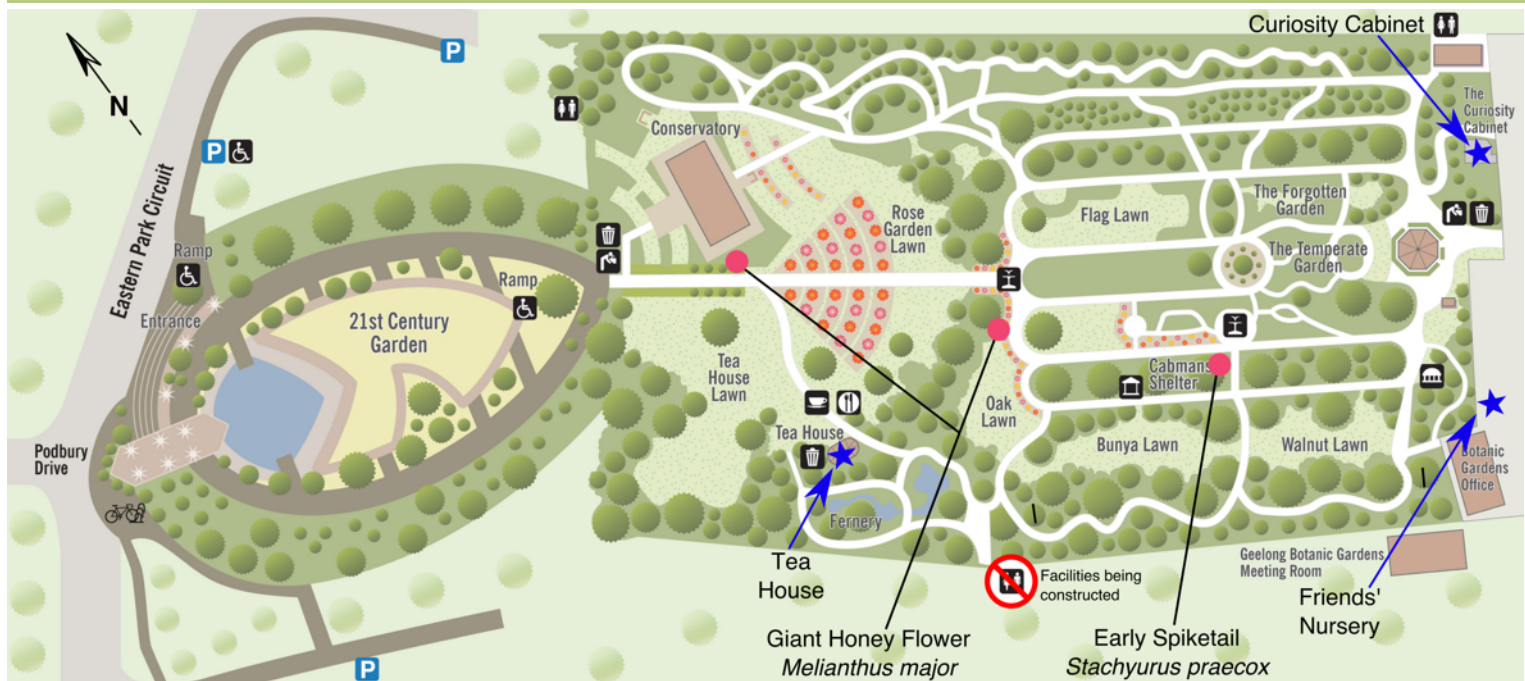 Curiosity Cabinet
P
N
The
Curiosity
Cabinet
P
Conservatory
Eastern Park Circuit
Rose
Garden
Lawn
Flag Lawn
The Forgotten
Garden
Ramp
The Temperate
Garden
Ramp
Entrance
21st Century
Garden
Tea
House
Lawn
Cabmans
Shelter
Oak
Lawn
Tea House
Bunya Lawn
Walnut Lawn
Podbury
Drive
Botanic
Gardens
Office
Fernery
Geelong Botanic Gardens
Meeting Room
Tea
House
Facilities being
constructed
Friends'
Nursery
Giant Honey Flower
Melianthus major
Early Spiketail
Stachyurus praecox
P